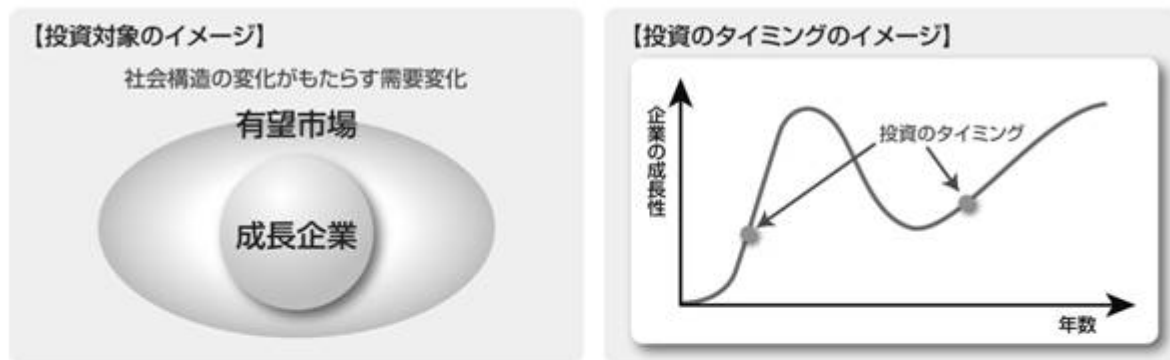 【投資対象のイメージ】
社会構造の変化がもたらす需要変化
有望市場
成長企業
【投資のタイミングのイメージ】
企業の成長性
投資のタイミング
年数